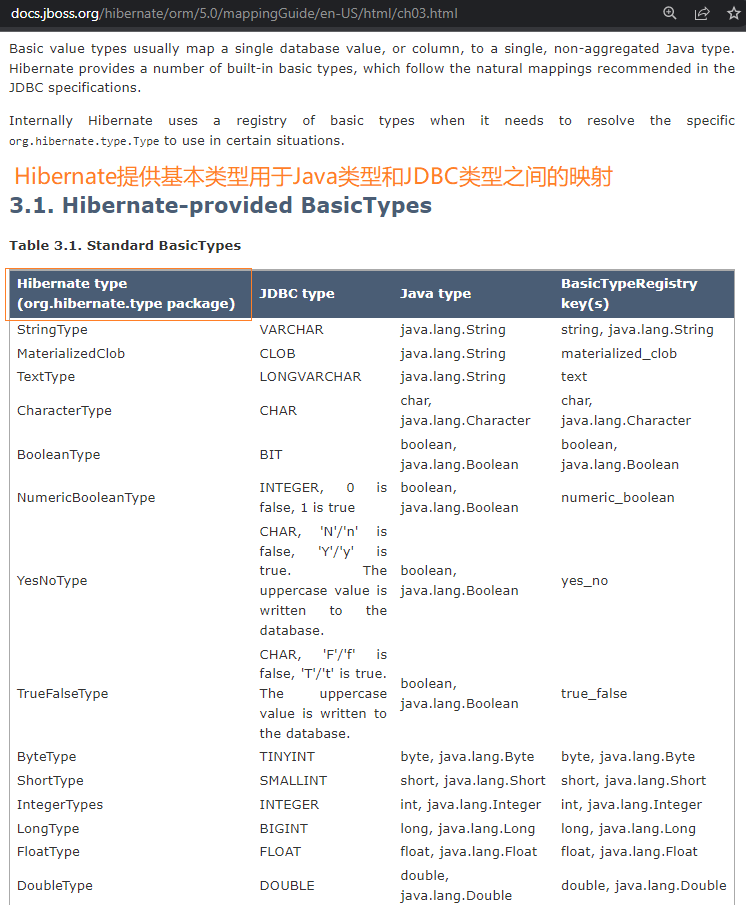 docs.jboss.org/hibernate/orm/5.0/mappingGuide/en-US/html/ch03.html
Basic value types usually map a single database value, or column, to a single, non-aggregated Java type.
Hibernate provides a number of built-in basic types, which follow the natural mappings recommended in the
JDBC specifications.
Internally Hibernate uses a registry of basic types when it needs to resolve the specific
org.hibernate.type.Type to use in certain situations.
Hibernate提供基本类型用于Java类型和JDBC类型之间的映射
3.1. Hibernate-provided BasicTypes
Table 3.1. Standard BasicTypes
Hibernate type
(org.hibernate.type package)
JDBC type
Java type
BasicTypeRegistry
key(s)
StringType
VARCHAR
java.lang.String
string, java.lang.String
MaterializedClob
CLOB
java.lang.String
materialized_clob
TextType
LONGVARCHAR
java.lang.String
text
CharacterType
CHAR
char,
java.lang.Character
char,
java.lang.Character
BooleanType
BIT
boolean,
java.lang.Boolean
boolean,
java.lang.Boolean
NumericBooleanType
INTEGER, 0 is
false, 1 is true
boolean,
java.lang.Boolean
numeric_boolean
YesNoType
CHAR, 'N'/'n' is
false, 'Y'/'y' is
true. The
uppercase value is
written to the
database.
boolean,
java.lang.Boolean
yes_no
TrueFalseType
CHAR, 'F'/'f' is
false, 'T'/'t' is true.
The uppercase
value is written to
the database.
boolean,
java.lang.Boolean
true_false
ByteType
TINYINT
byte, java.lang.Byte
byte, java.lang.Byte
ShortType
SMALLINT
short, java.lang.Short
short, java.lang.Short
IntegerTypes
INTEGER
int, java.lang.Integer
int, java.lang.Integer
LongType
BIGINT
long, java.lang.Long
long, java.lang.Long
FloatType
FLOAT
float, java.lang.Float
float, java.lang.Float
DoubleType
DOUBLE
double,
java.lang.Double
double, java.lang.Double